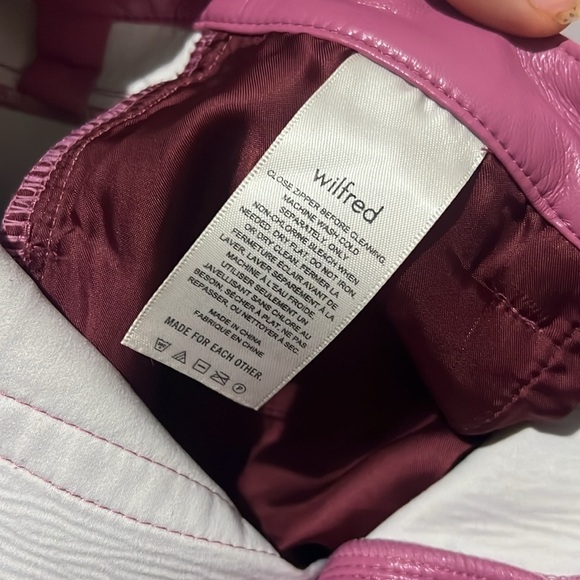 wilfred
CLOSE ZIPPER BEFORE CLEANING.
MACHINE WASH COLD
SEPARATELY. ONLY
NON-CHLORINE BLEACH WHEN
NEEDED. DRY FLAT. DO NOT IRON.
OR DRY CLEAN. FERMER LA
FERMETURE ÉCLAIR AVANT DE
LAVER. LAVER SÉPARÉMENT À LA
MACHINE À L'EAU FROIDE.
UTILISER SEULEMENT UN
JAVELLISANT SANS CHLORE AU
BESOIN. SÉCHER À PLAT. NE PAS
REPASSER. OU NETTOYER À SEC.
MADE IN CHINA
FABRIQUÉ EN CHINE
MADE FOR EACH OTHER.
P